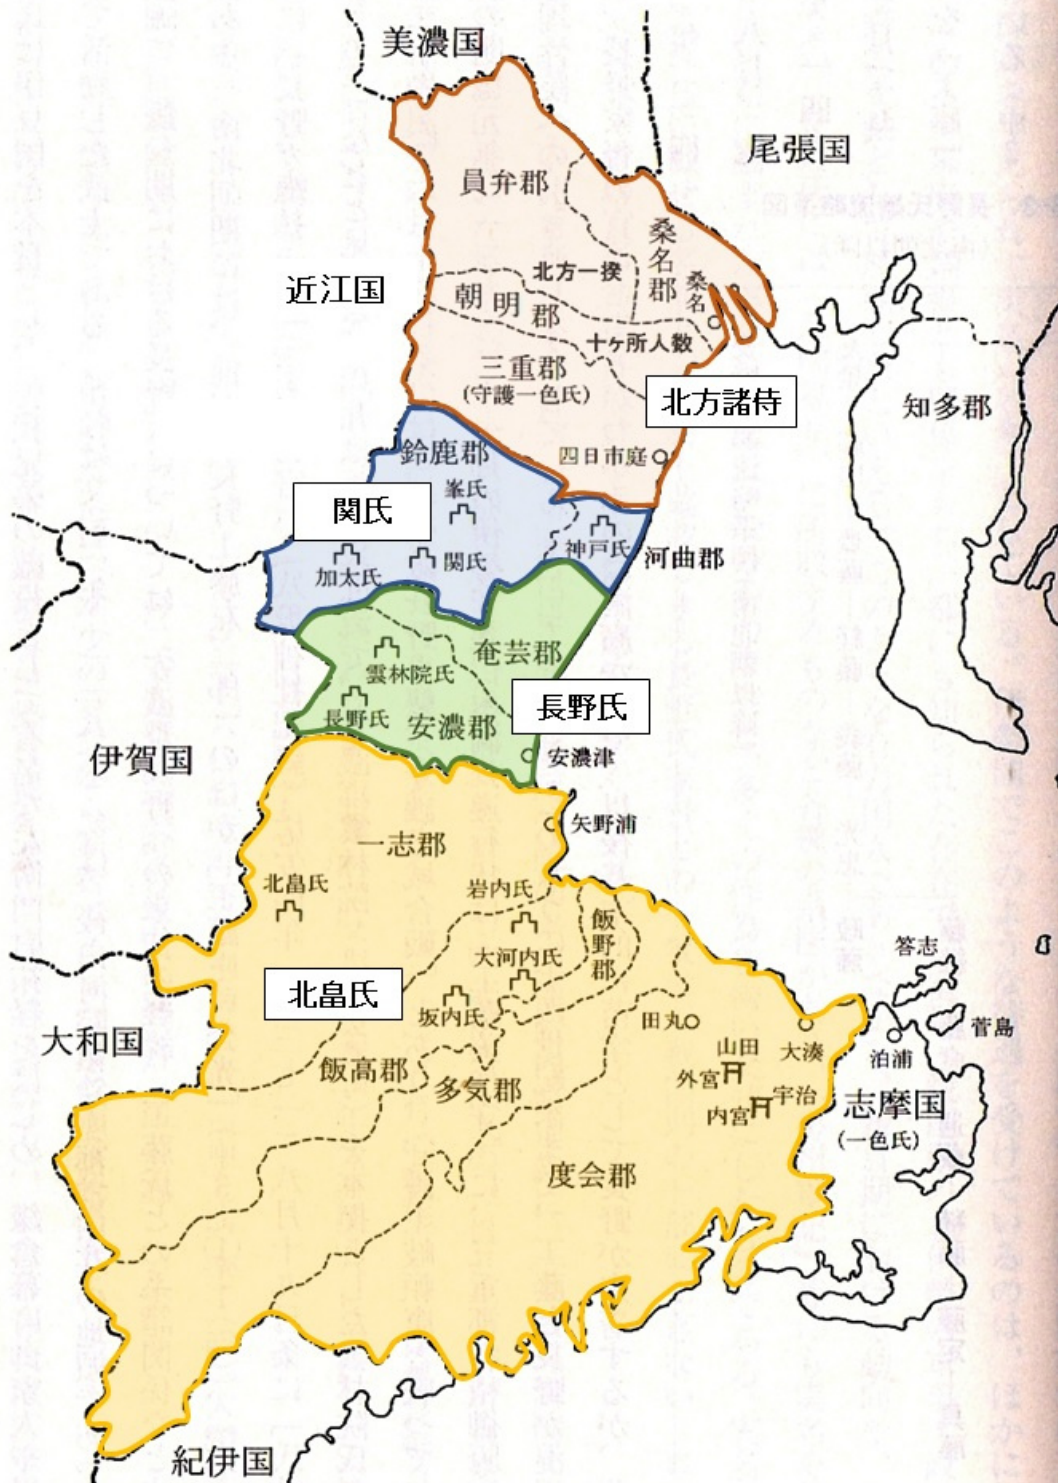 美濃国
尾張国
員弁郡
桑名郡
桑名
北方一揆
近江国
朝明郡
十ヶ所人数
三重郡
(守護一色氏)
北方諸侍
知多郡
鈴鹿郡
四日市庭
峯氏
関氏
神戸氏
河曲郡
加太氏
関氏
奄芸郡
雲林院氏
長野氏
長野氏
安濃郡
安濃津
伊賀国
矢野浦
一志郡
北畠氏
岩内氏
飯野郡
大河内氏
答志
北畠氏
坂内氏
田丸
大湊
菅島
大和国
泊浦
飯高郡
多気郡
山田
外宮
宇治
内宮
志摩国
(一色氏)
度会郡
紀伊国